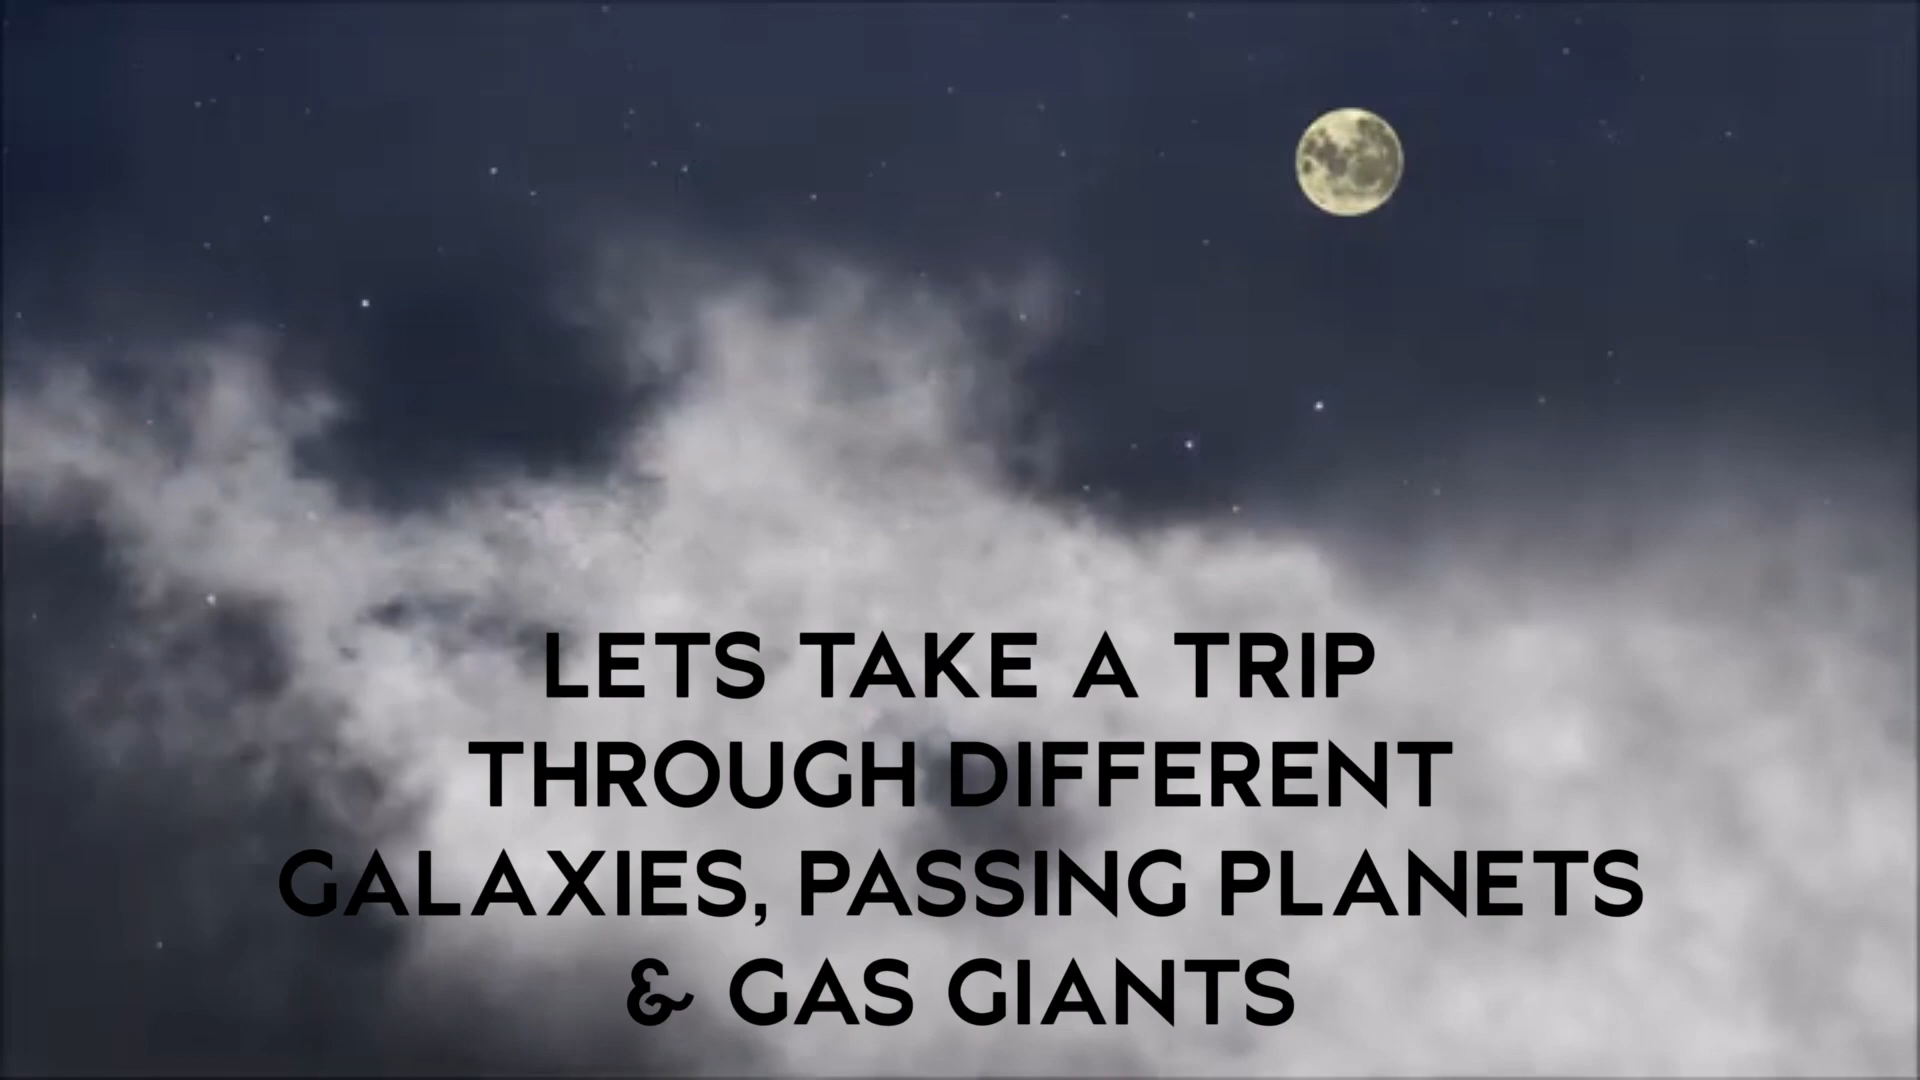 LETS TAKE A TRIP
THROUGH DIFFERENT
GALAXIES, PASSING PLANETS
& GAS GIANTS